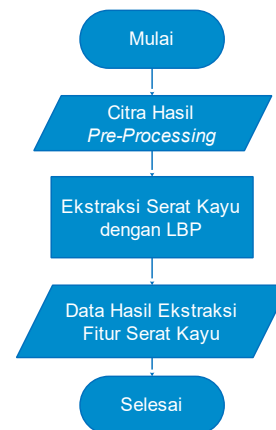 Mulai
Citra Hasil
Pre-Processing
Ekstraksi Serat Kayu
dengan LBP
Data Hasil Ekstraksi
Fitur Serat Kayu
Selesai